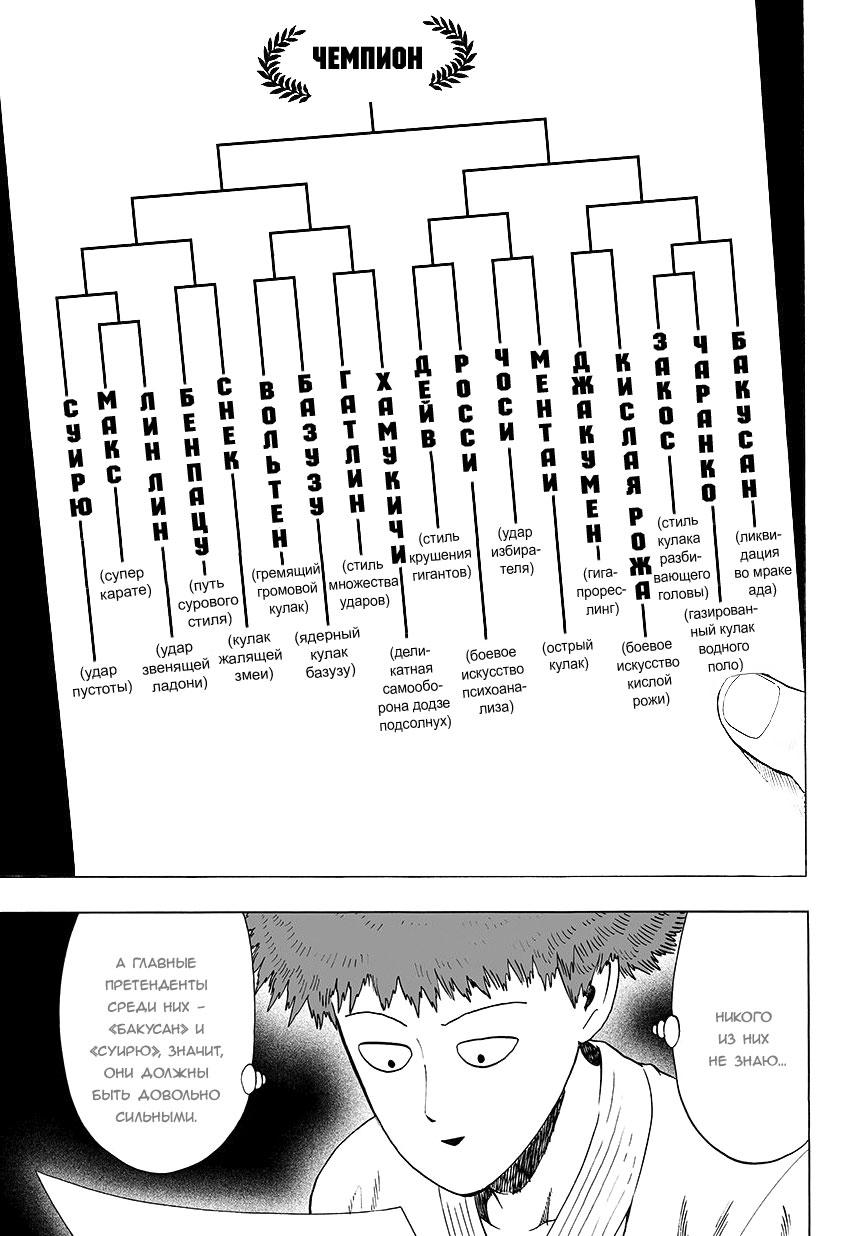 ЧЕМПИОН
СУИРЮ
(удар
пустоты)
МАКС
(супер
карате)
ЛИН ЛИН
(удар
звенящей
ладони)
БЕНПАЦУ
(путь
сурового
стиля)
СНЕК
(кулак
жалящей
змеи)
ВОЛЬТЕН
(гремящий
громовой
кулак)
БАЗУЗУ
(ядерный
кулак
базузу)
ГАТЛИН
(стиль
множества
ударов)
ХАМУКИЧИ
(дели-
катная
самообо-
рона додзе
подсолнух)
ДЕЙВ
(стиль
крушения
гигантов)
РОССИ
(боевое
искусство
психоана-
лиза)
ЧОСИ
(удар
избира-
теля)
МЕНТАИ
(острый
кулак)
ДЖАКУМЕН
(гига-
прорес-
линг)
КИСЛАЯ РОЖА
(боевое
искусство
кислой
рожи)
ЗАКОС
(стиль
кулака
разби-
вающего
головы)
ЧАРАНКО
(газирован-
ный кулак
водного
поло)
БАКУСАН
(ликви-
дация
во мраке
ада)
НИКОГО
ИЗ НИХ
НЕ ЗНАЮ...
А ГЛАВНЫЕ
ПРЕТЕНДЕНТЫ
СРЕДИ НИХ –
«БАКУСАН» И
«СУИРЮ», ЗНАЧИТ,
ОНИ ДОЛЖНЫ
БЫТЬ ДОВОЛЬНО
СИЛЬНЫМИ.